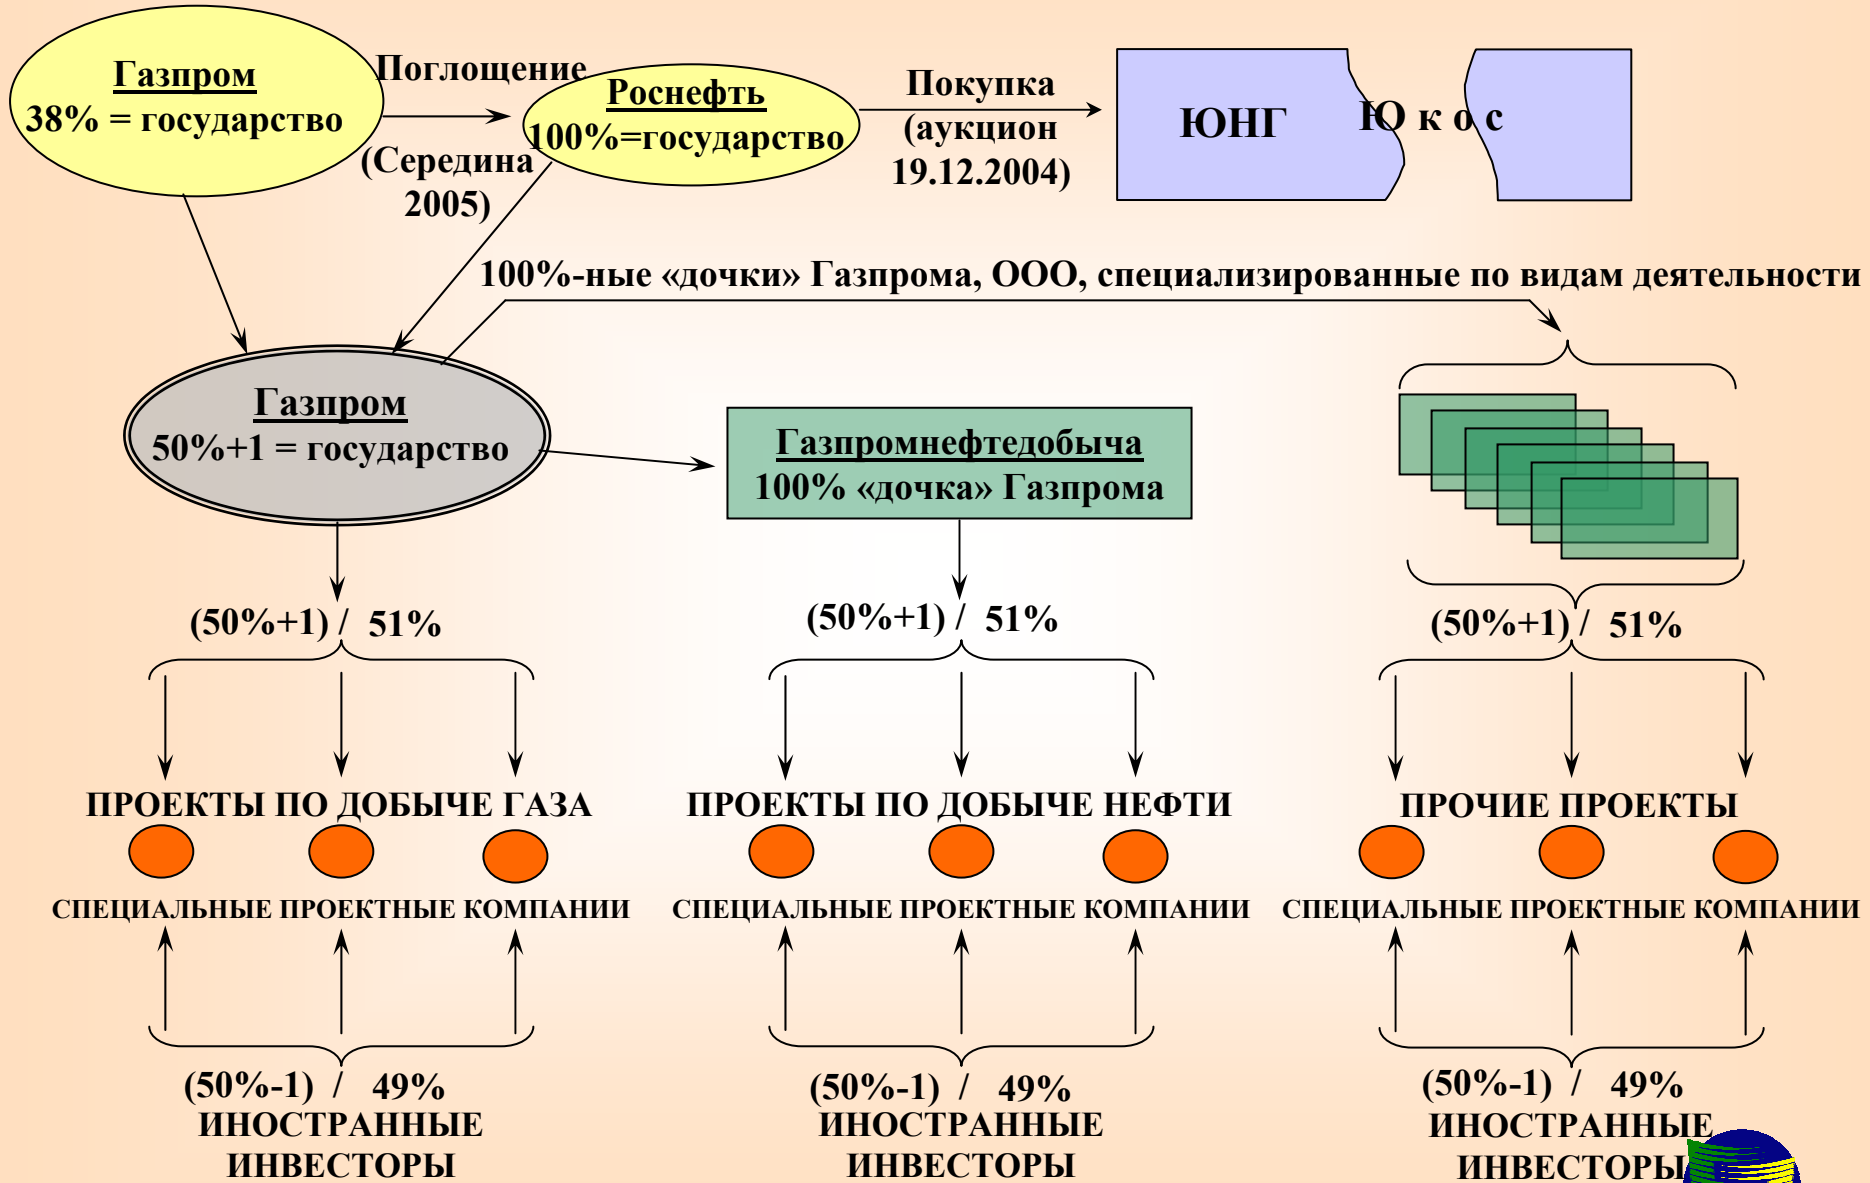 Газпром
38% = государство
Поглощение
(Середина
2005)
Роснефть
100%=государство
Покупка
(аукцион
19.12.2004)
ЮНГ
Ю к о с
100%-ные «дочки» Газпрома, ООО, специализированные по видам деятельности
Газпром
50%+1 = государство
Газпромнефтедобыча
100% «дочка» Газпрома
(50%+1) / 51%
(50%+1) / 51%
(50%+1) / 51%
ПРОЕКТЫ ПО ДОБЫЧЕ ГАЗА
ПРОЕКТЫ ПО ДОБЫЧЕ НЕФТИ
ПРОЧИЕ ПРОЕКТЫ
СПЕЦИАЛЬНЫЕ ПРОЕКТНЫЕ КОМПАНИИ
СПЕЦИАЛЬНЫЕ ПРОЕКТНЫЕ КОМПАНИИ
СПЕЦИАЛЬНЫЕ ПРОЕКТНЫЕ КОМПАНИИ
(50%-1) / 49%
ИНОСТРАННЫЕ
ИНВЕСТОРЫ
(50%-1) / 49%
ИНОСТРАННЫЕ
ИНВЕСТОРЫ
(50%-1) / 49%
ИНОСТРАННЫЕ
ИНВЕСТОРЫ